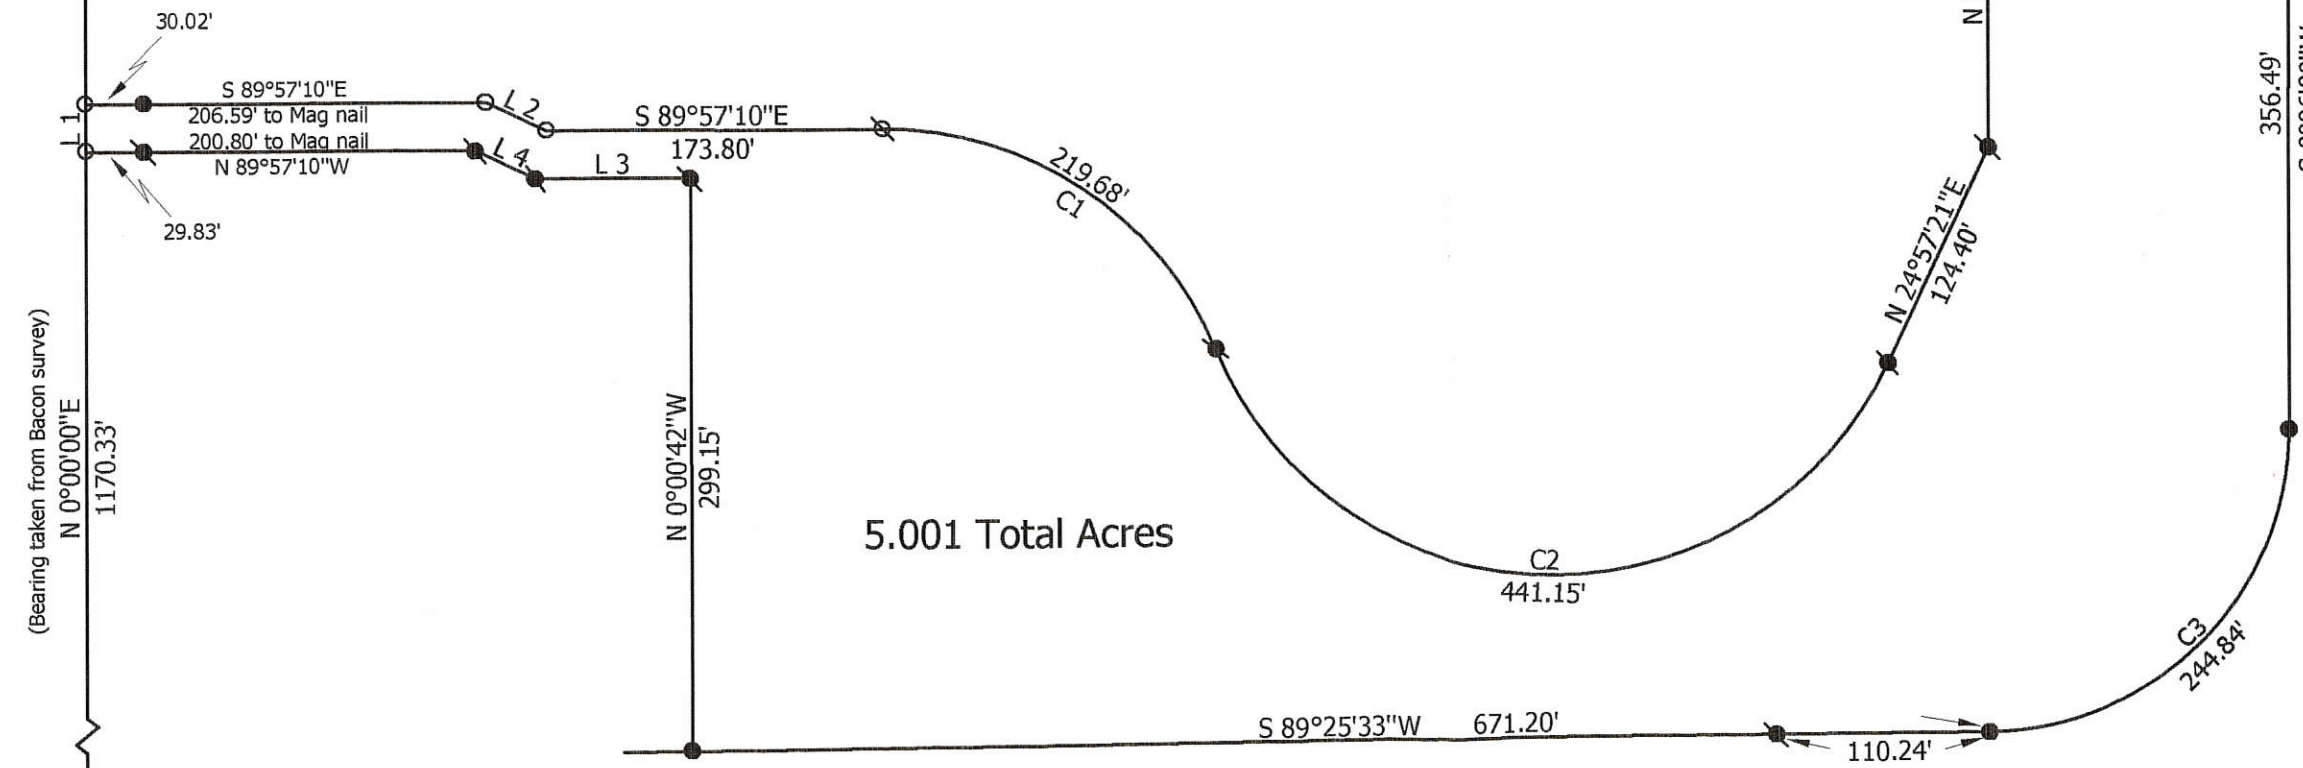 30.02'
S 89°57'10"E
206.59' to Mag nail
200.80' to Mag nail
N 89°57'10"W
29.83'
L 1
L 2
L 4
L 3
S 89°57'10"E
173.80'
219.68'
C1
N
356.49'
N 24°57'21"E
124.40'
(Bearing taken from Bacon survey)
N 0°00'00"E
1170.33'
N 0°00'42"W
299.15'
5.001 Total Acres
C2
441.15'
C3
244.84'
S 89°25'33"W 671.20'
110.24'